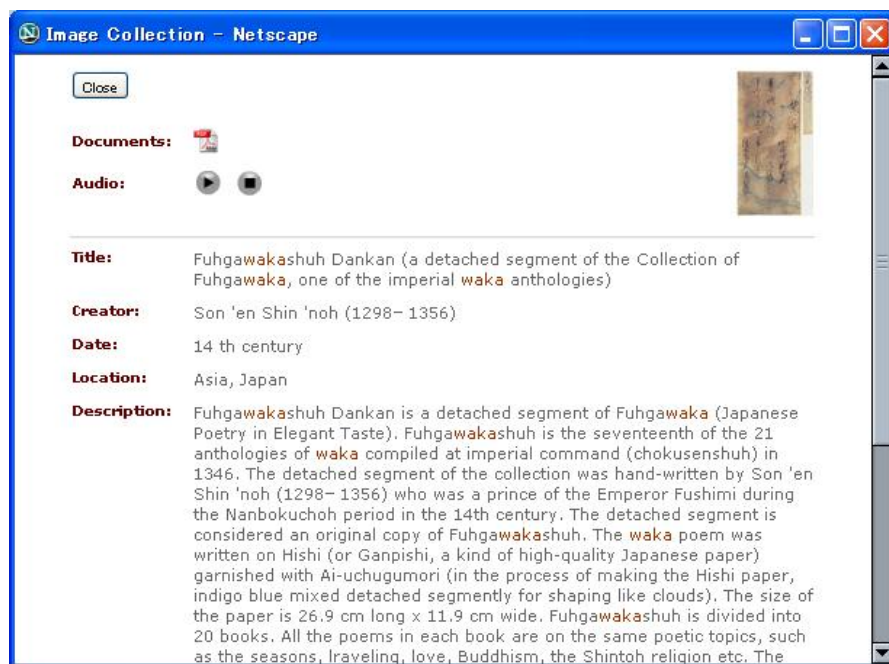 Image Collection - Netscape
Close
Documents:
Audio:
Title: Fuhgawakashuh Dankan (a detached segment of the Collection of
Fuhgawaka, one of the imperial waka anthologies)
Creator: Son 'en Shin 'noh (1298- 1356)
Date: 14 th century
Location: Asia, Japan
Description: Fuhgawakashuh Dankan is a detached segment of Fuhgawaka (Japanese
Poetry in Elegant Taste). Fuhgawakashuh is the seventeenth of the 21
anthologies of waka compiled at imperial command (chokusenshuh) in
1346. The detached segment of the collection was hand-written by Son 'en
Shin 'noh (1298- 1356) who was a prince of the Emperor Fushimi during
the Nanbokuchoh period in the 14th century. The detached segment is
considered an original copy of Fuhgawakashuh. The waka poem was
written on Hishi (or Ganpishi, a kind of high-quality Japanese paper)
garnished with Ai-uchugumori (in the process of making the Hishi paper,
indigo blue mixed detached segmently for shaping like clouds). The size of
the paper is 26.9 cm long x 11.9 cm wide. Fuhgawakashuh is divided into
20 books. All the poems in each book are on the same poetic topics, such
as the seasons, lraveling, love, Buddhism, the Shintoh religion etc. The